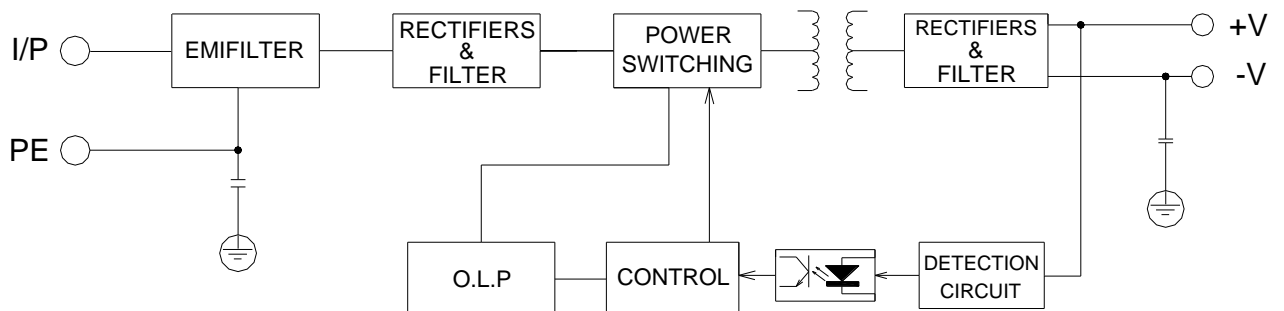 I/P
EMIFILTER
RECTIFIERS
&
FILTER
POWER
SWITCHING
RECTIFIERS
&
FILTER
+V
-V
PE
O.L.P
CONTROL
DETECTION
CIRCUIT